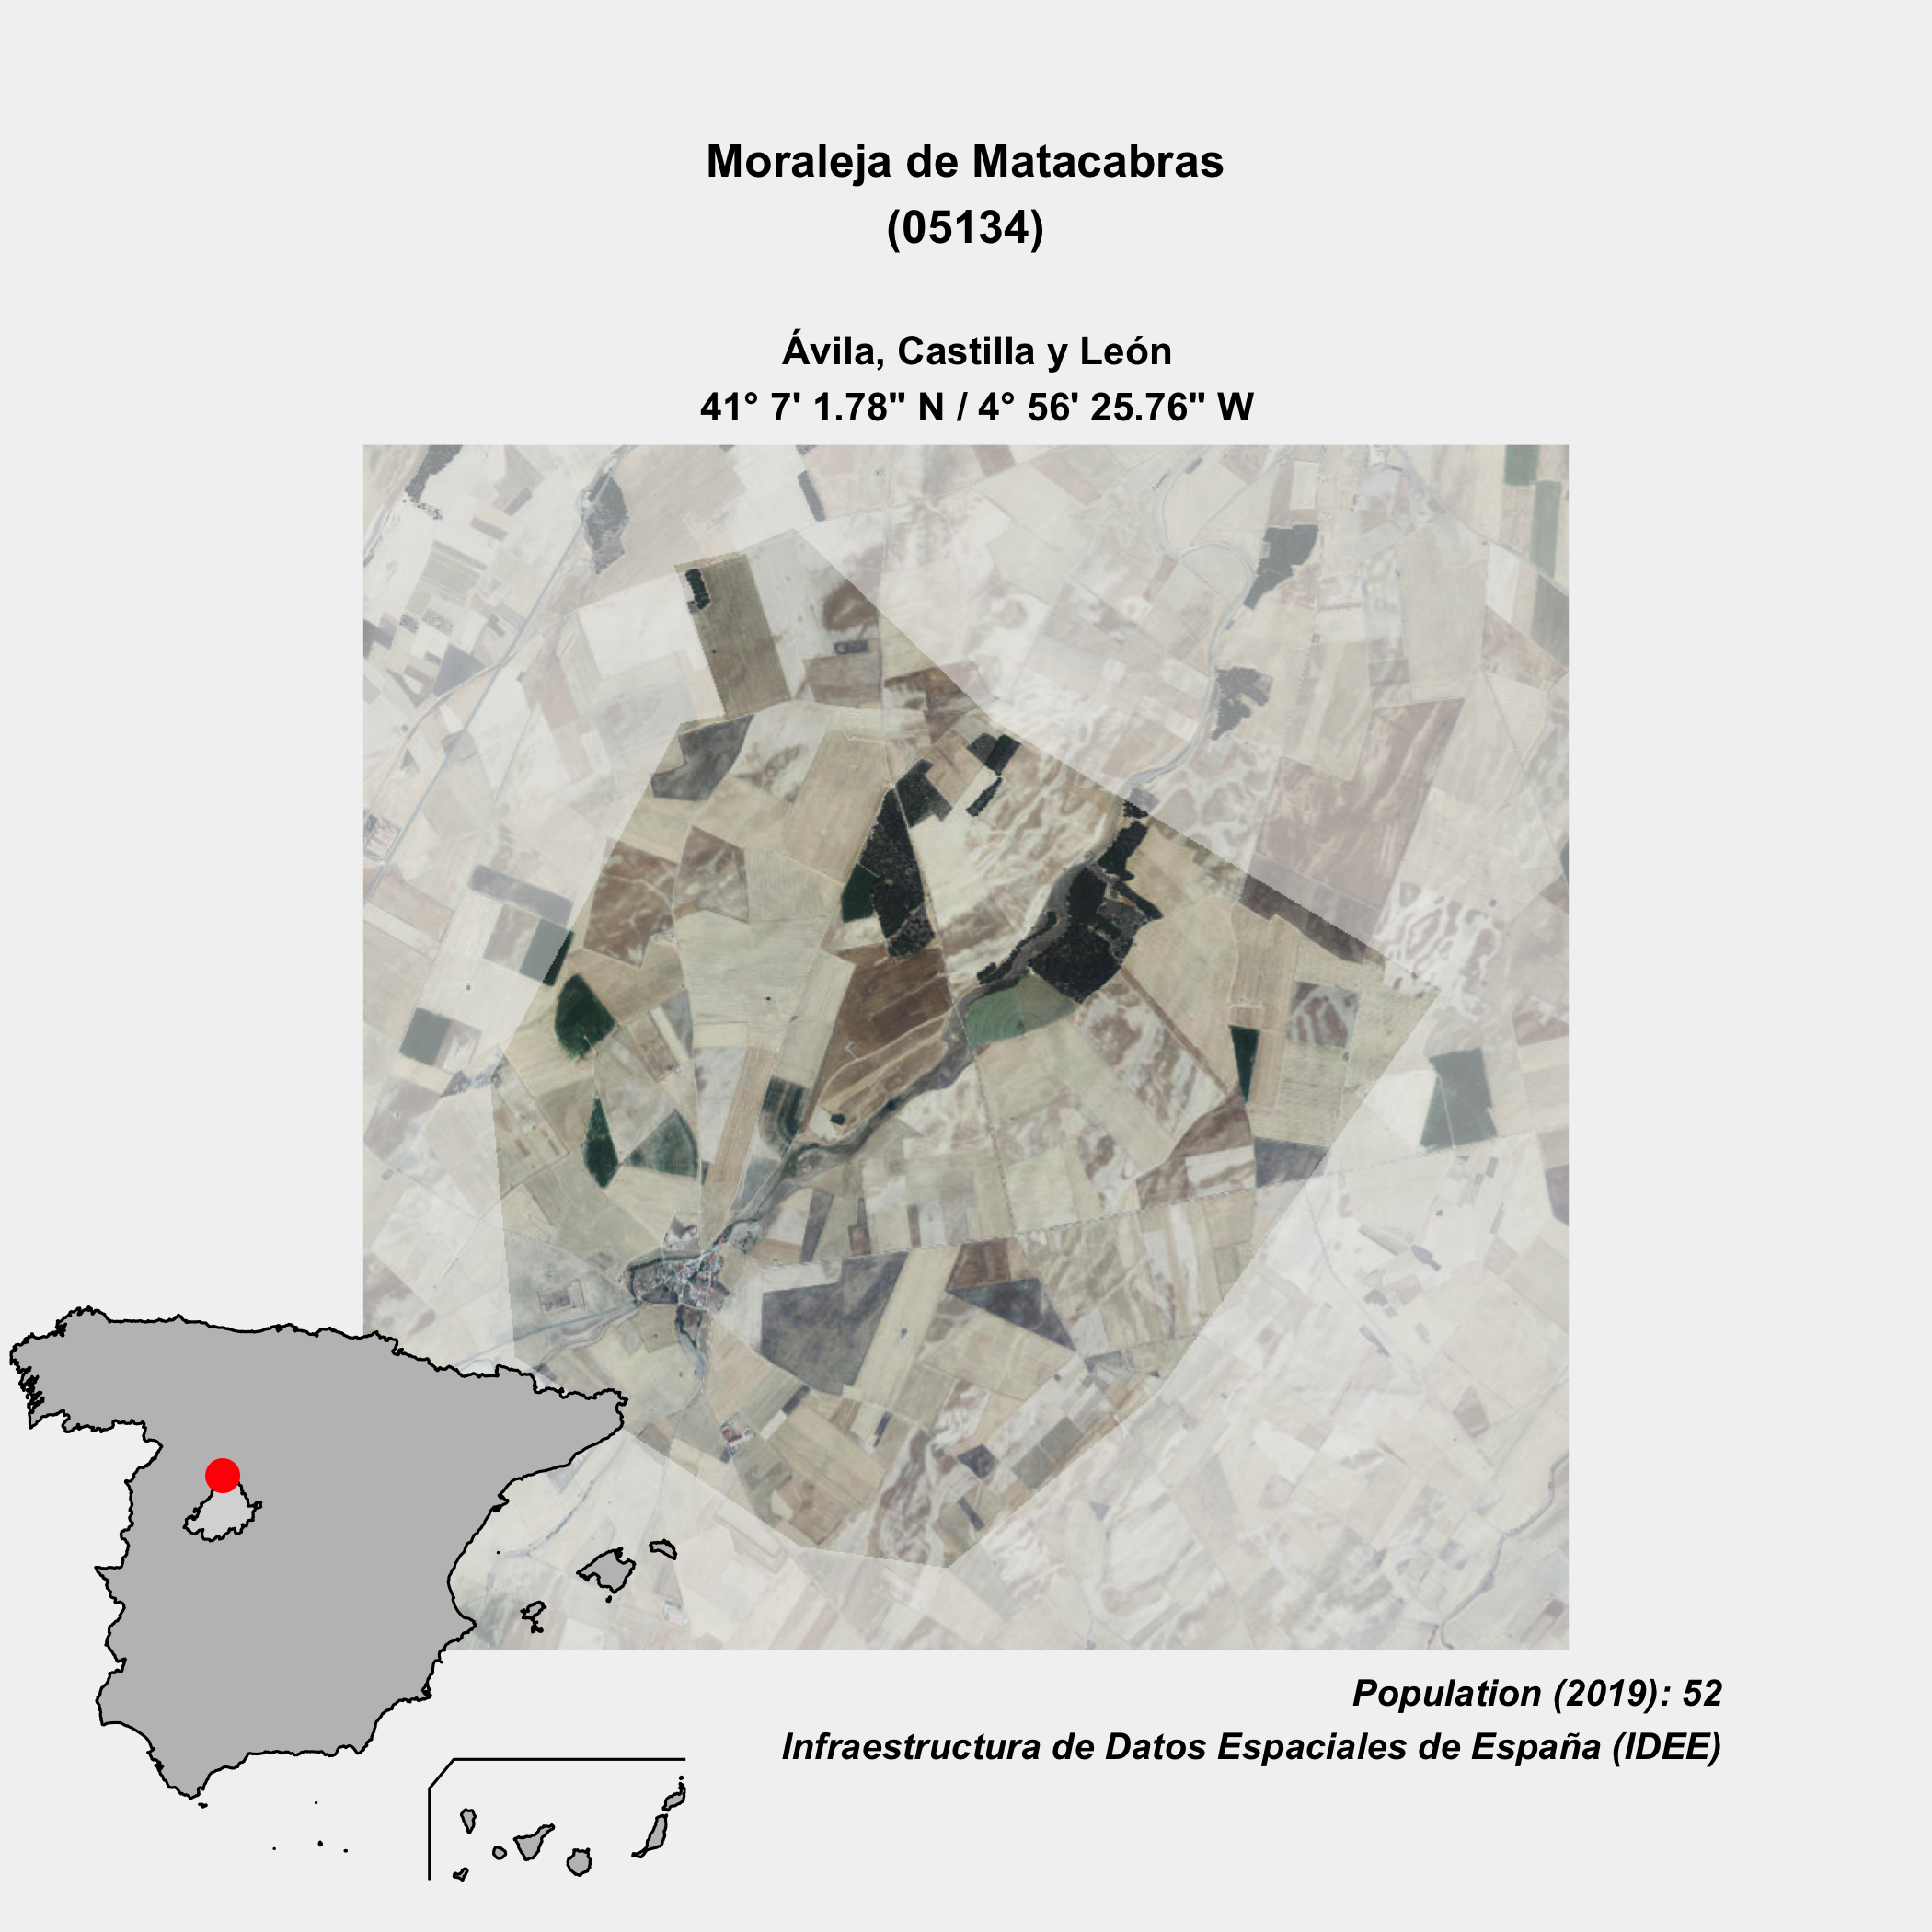 Moraleja de Matacabras
(05134)
Ávila, Castilla y León
41° 7' 1.78" N / 4° 56' 25.76" W
Population (2019): 52
Infraestructura de Datos Espaciales de España (IDEE)